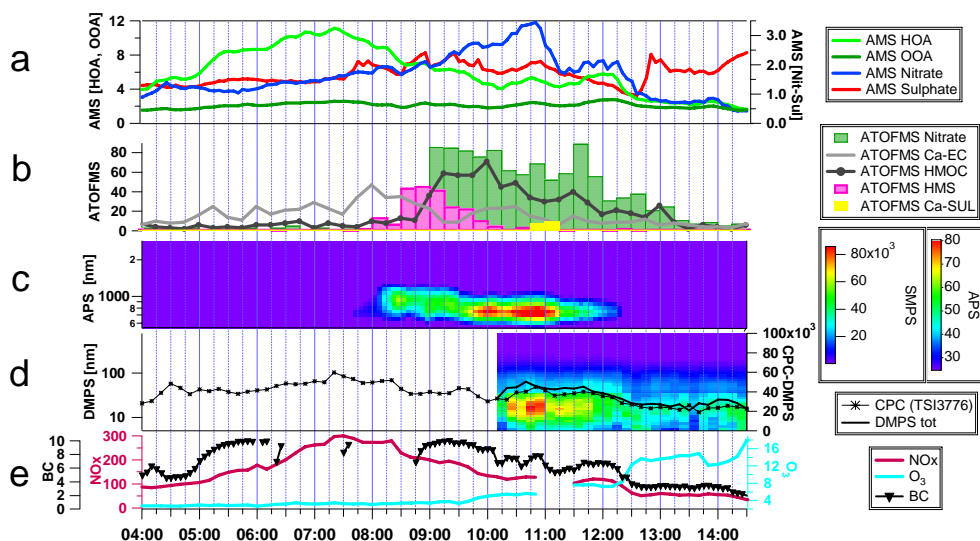 a
AMS [HOA, OOA]
12
8
4
0
3.0
2.0
1.0
0.0
AMS [Nit-Sul]
AMS HOA
AMS OOA
AMS Nitrate
AMS Sulphate
b
ATOFMS
80
60
40
20
0
ATOFMS Nitrate
ATOFMS Ca-EC
ATOFMS HMOC
ATOFMS HMS
ATOFMS Ca-SUL
c
APS [nm]
2
1000
8
6
80x10³
60
40
20
0
SMPS
80
70
60
50
40
30
APS
d
DMPS [nm]
100
10
100x10³
80
60
40
20
0
CPC-DMPS
CPC (TSI3776)
DMPS tot
e
BC
10
8
6
4
2
0
NOx
300
200
100
0
16
12
8
4
O₃
NOx
O₃
BC
04:00 05:00 06:00 07:00 08:00 09:00 10:00 11:00 12:00 13:00 14:00